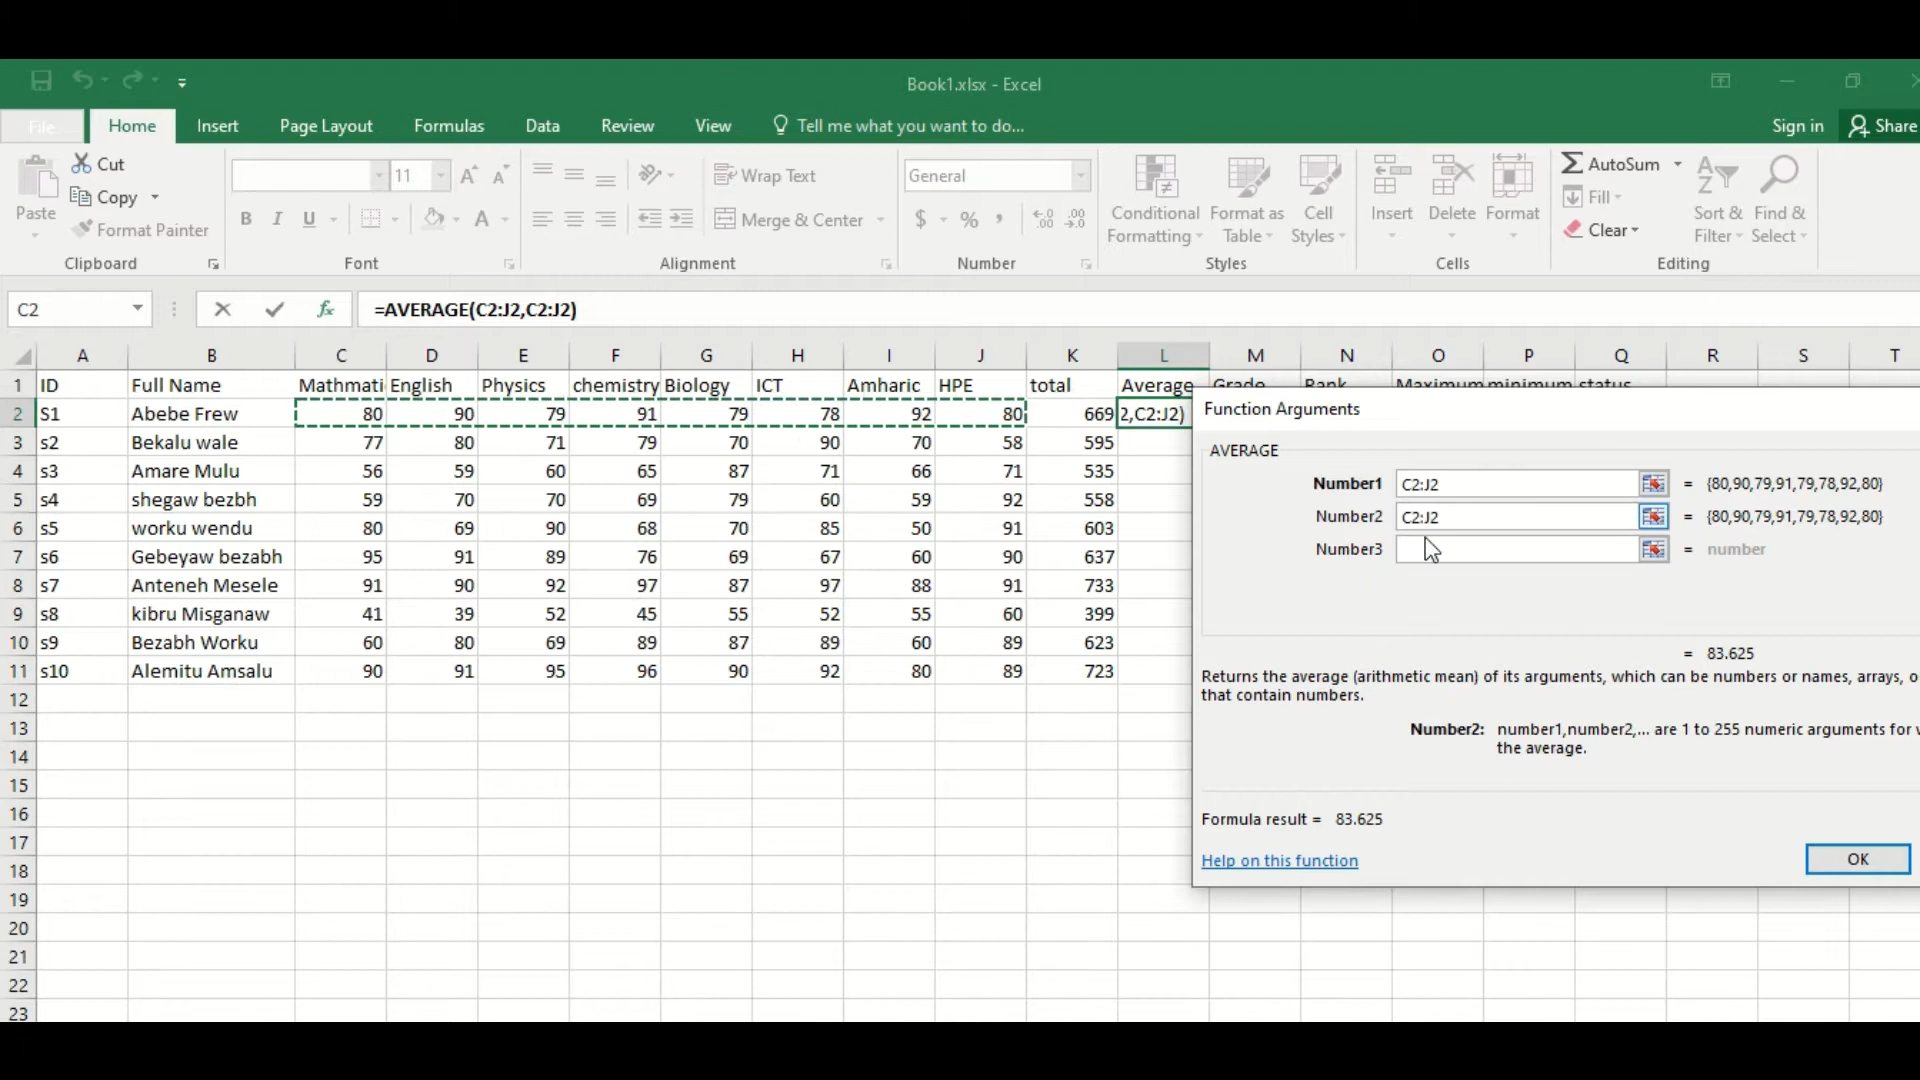 Book1.xlsx - Excel
File Home Insert Page Layout Formulas Data Review View Tell me what you want to do... Sign in Share
Cut
Copy
Format Painter
Paste
Clipboard
11
B I U A
Font
Wrap Text
Merge & Center
Alignment
General
$ % ,
Number
Conditional Formatting
Format as Table
Cell Styles
Styles
Insert Delete Format
Cells
AutoSum
Fill
Clear
Sort & Filter
Find & Select
Editing
C2 fx =AVERAGE(C2:J2,C2:J2)
A B C D E F G H I J K L M N O P Q R S T
1 ID Full Name Mathmati English Physics chemistry Biology ICT Amharic HPE total Average Grade Rank Maximum minimum status
2 S1 Abebe Frew 80 90 79 91 79 78 92 80 669 2,C2:J2)
3 s2 Bekalu wale 77 80 71 79 70 90 70 58 595
4 s3 Amare Mulu 56 59 60 65 87 71 66 71 535
5 s4 shegaw bezbh 59 70 70 69 79 60 59 92 558
6 s5 worku wendu 80 69 90 68 70 85 50 91 603
7 s6 Gebeyaw bezabh 95 91 89 76 69 67 60 90 637
8 s7 Anteneh Mesele 91 90 92 97 87 97 88 91 733
9 s8 kibru Misganaw 41 39 52 45 55 52 55 60 399
10 s9 Bezabh Worku 60 80 69 89 87 89 60 89 623
11 s10 Alemitu Amsalu 90 91 95 96 90 92 80 89 723
12
13
14
15
16
17
18
19
20
21
22
23
Function Arguments
AVERAGE
Number1 C2:J2 = {80,90,79,91,79,78,92,80}
Number2 C2:J2 = {80,90,79,91,79,78,92,80}
Number3 = number
= 83.625
Returns the average (arithmetic mean) of its arguments, which can be numbers or names, arrays, o
that contain numbers.
Number2: number1,number2,... are 1 to 255 numeric arguments for
the average.
Formula result = 83.625
Help on this function
OK